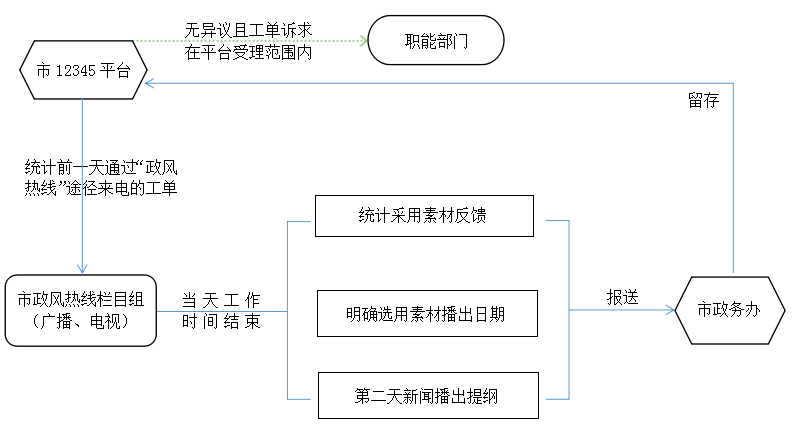 无异议且工单诉求
在平台受理范围内
职能部门
市 12345 平台
留存
统计前一天通过“政风
热线”途径来电的工单
统计采用素材反馈
市政风热线栏目组
（广播、电视）
当天工作
时间结束
明确选用素材播出日期
报送
市政务办
第二天新闻播出提纲